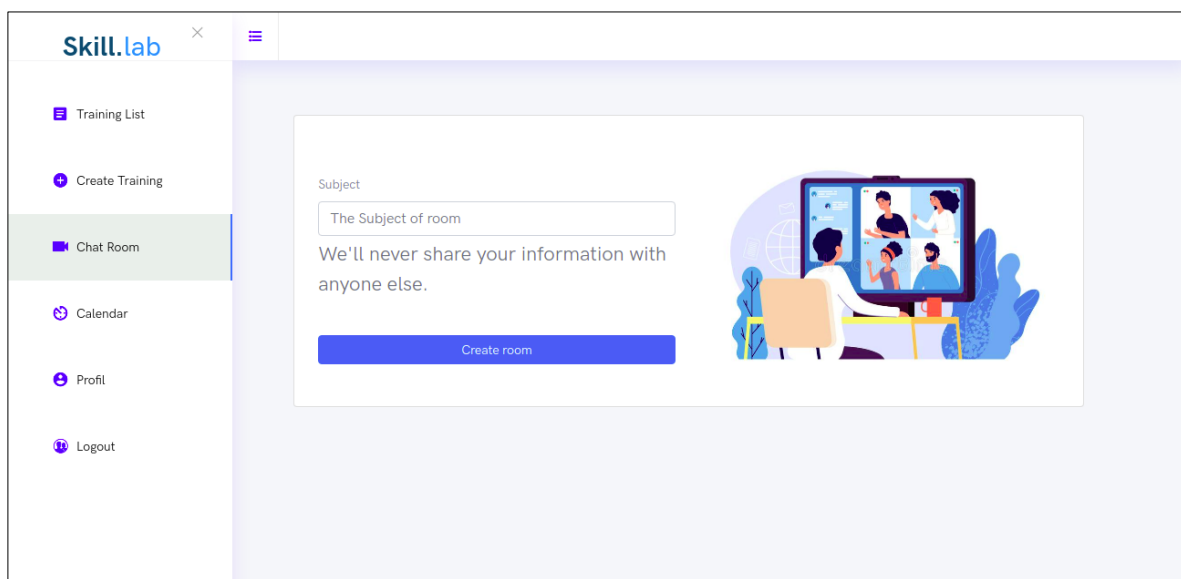 Skill.lab
Training List
Create Training
Chat Room
Calendar
Profil
Logout
Subject
The Subject of room
We'll never share your information with
anyone else.
Create room